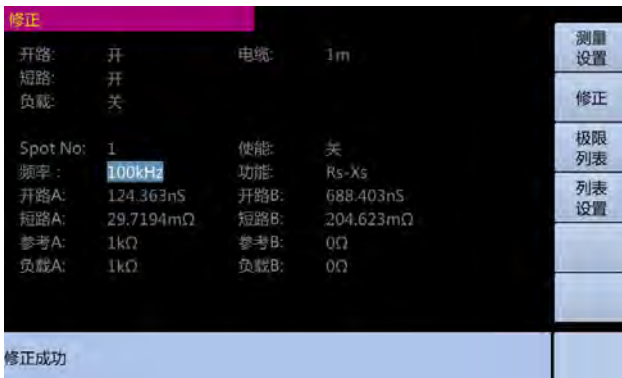 修正
开路: 开 电缆: 1m
短路: 开
负载: 关
Spot No: 1 使能: 关
频率: 100kHz 功能: Rs-Xs
开路A: 124.363nS 开路B: 688.403nS
短路A: 29.7194mΩ 短路B: 204.623mΩ
参考A: 1kΩ 参考B: 0Ω
负载A: 1kΩ 负载B: 0Ω
测量
设置
修正
极限
列表
列表
设置
修正成功